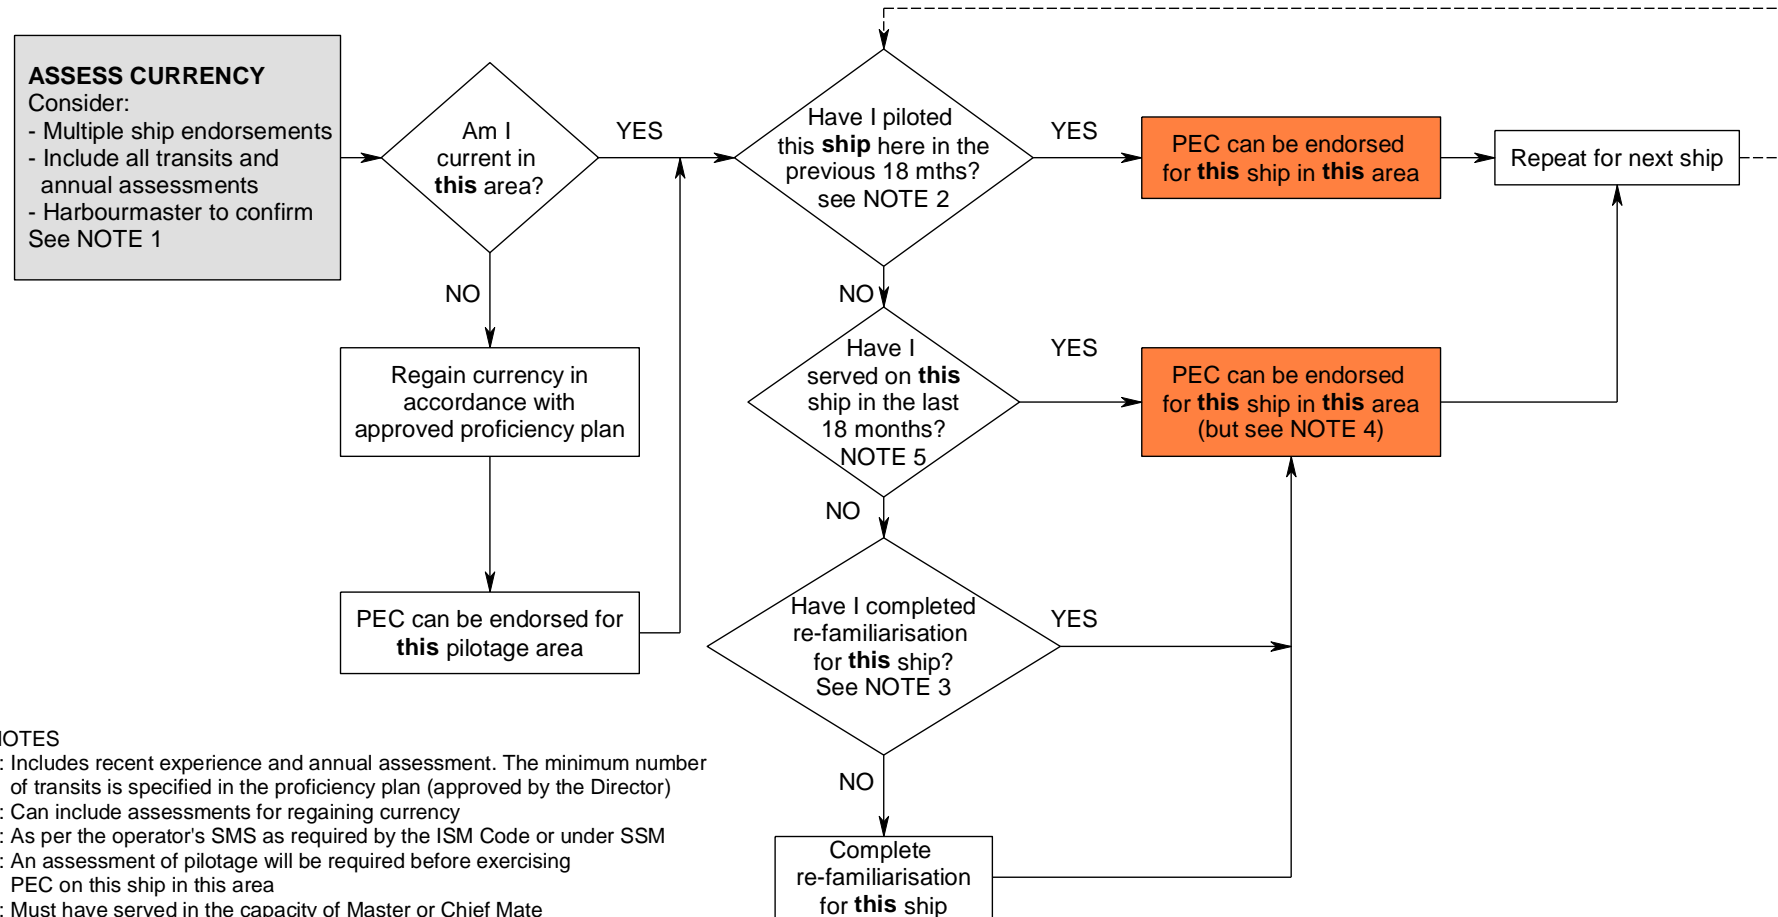 ASSESS CURRENCY
Consider:
- Multiple ship endorsements
- Include all transits and
annual assessments
- Harbourmaster to confirm
See NOTE 1
Am I
current in
this area?
YES
NO
Regain currency in
accordance with
approved proficiency plan
PEC can be endorsed for
this pilotage area
Have I piloted
this ship here in the
previous 18 mths?
see NOTE 2
YES
PEC can be endorsed
for this ship in this area
Repeat for next ship
NO
Have I
served on this
ship in the last
18 months?
NOTE 5
YES
PEC can be endorsed
for this ship in this area
(but see NOTE 4)
NO
Have I completed
re-familiarisation
for this ship?
See NOTE 3
YES
NO
Complete
re-familiarisation
for this ship
NOTES
: Includes recent experience and annual assessment. The minimum number
of transits is specified in the proficiency plan (approved by the Director)
: Can include assessments for regaining currency
: As per the operator's SMS as required by the ISM Code or under SSM
: An assessment of pilotage will be required before exercising
PEC on this ship in this area
: Must have served in the capacity of Master or Chief Mate